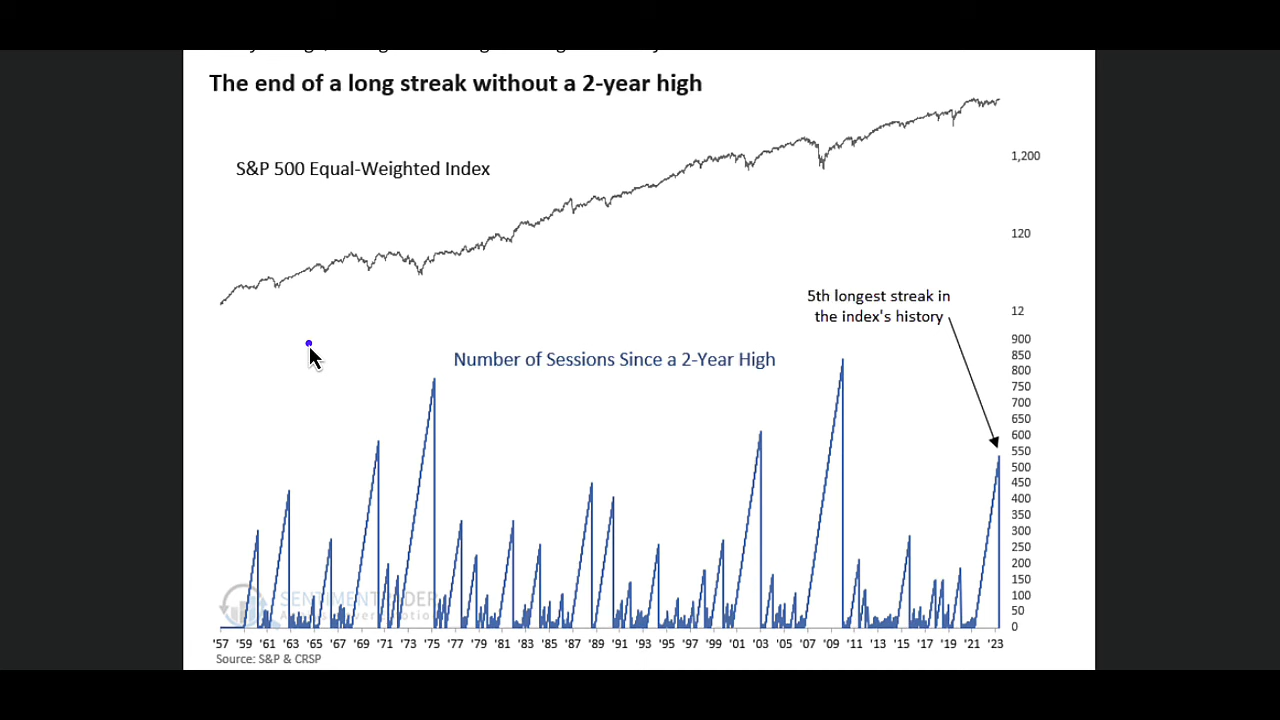 The end of a long streak without a 2-year high
S&P 500 Equal-Weighted Index
1,200
120
12
5th longest streak in
the index's history
Number of Sessions Since a 2-Year High
900
850
800
750
700
650
600
550
500
450
400
350
300
250
200
150
100
50
0
SENTIMENTRADER
'57 '59 '61 '63 '65 '67 '69 '71 '73 '75 '77 '79 '81 '83 '85 '87 '89 '91 '93 '95 '97 '99 '01 '03 '05 '07 '09 '11 '13 '15 '17 '19 '21 '23
Source: S&P & CRSP